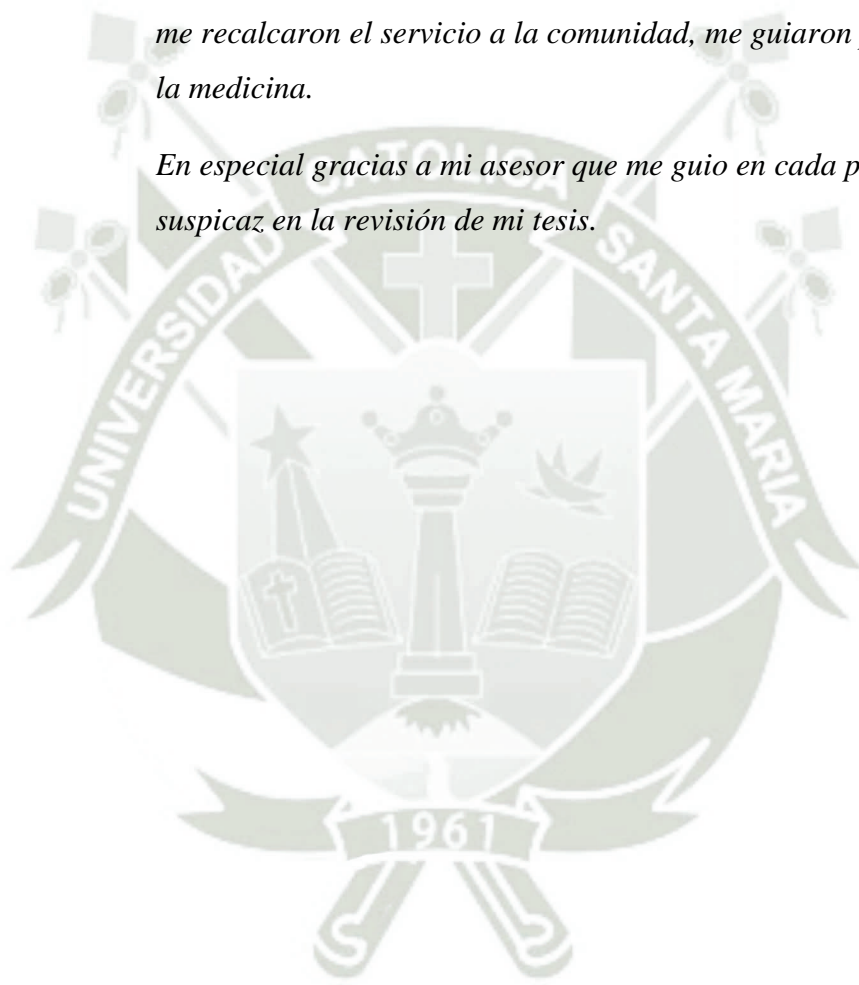 me recalcaron el servicio a la comunidad, me guiaron
la medicina.
En especial gracias a mi asesor que me guio en cada
suspicaz en la revisión de mi tesis.
UNIVERSIDAD CATOLICA SANTA MARIA
1961